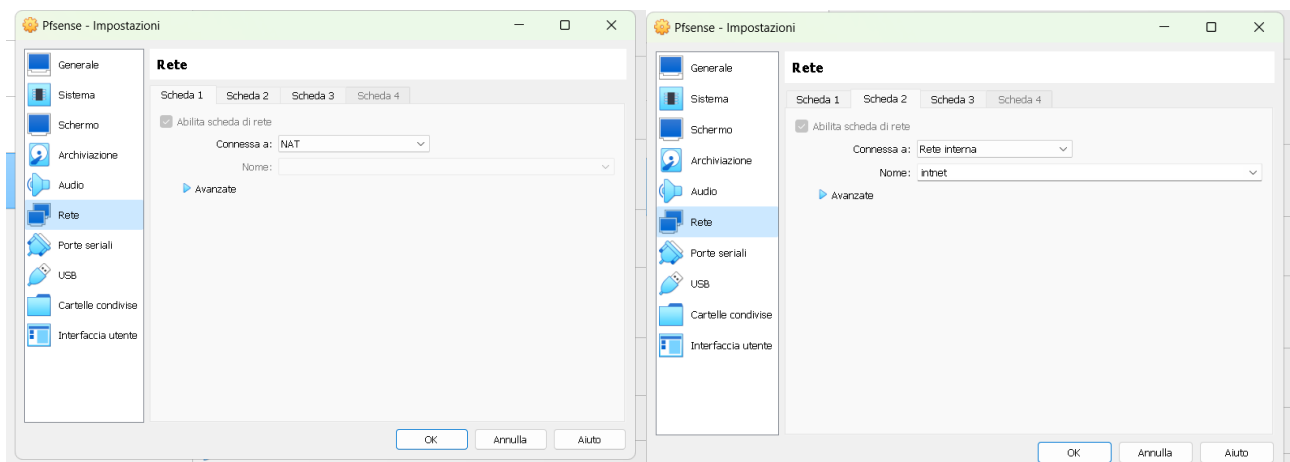 Pfsense - Impostazioni
Generale
Sistema
Schermo
Archiviazione
Audio
Rete
Porte seriali
USB
Cartelle condivise
Interfaccia utente
Rete
Scheda 1 Scheda 2 Scheda 3 Scheda 4
Abilita scheda di rete
Connessa a: NAT
Nome:
Avanzate
OK Annulla Aiuto
Pfsense - Impostazioni
Generale
Sistema
Schermo
Archiviazione
Audio
Rete
Porte seriali
USB
Cartelle condivise
Interfaccia utente
Rete
Scheda 1 Scheda 2 Scheda 3 Scheda 4
Abilita scheda di rete
Connessa a: Rete interna
Nome: intnet
Avanzate
OK Annulla Aiuto